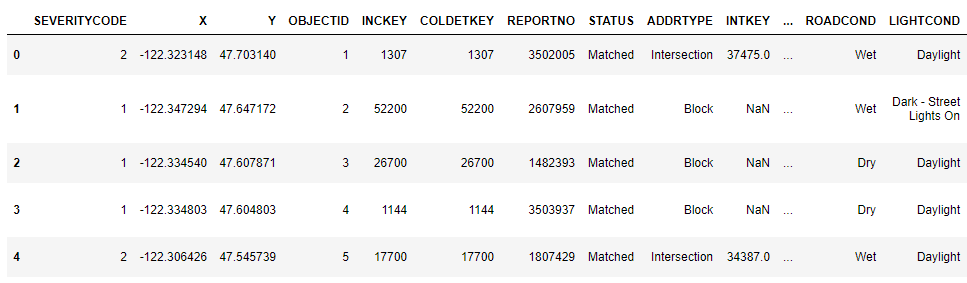 SEVERITYCODE X Y OBJECTID INCKEY COLDETKEY REPORTNO STATUS ADDRTYPE INTKEY ... ROADCOND LIGHTCOND
0 2 -122.323148 47.703140 1 1307 1307 3502005 Matched Intersection 37475.0 ... Wet Daylight
1 1 -122.347294 47.647172 2 52200 52200 2607959 Matched Block NaN ... Wet Dark - Street
Lights On
2 1 -122.334540 47.607871 3 26700 26700 1482393 Matched Block NaN ... Dry Daylight
3 1 -122.334803 47.604803 4 1144 1144 3503937 Matched Block NaN ... Dry Daylight
4 2 -122.306426 47.545739 5 17700 17700 1807429 Matched Intersection 34387.0 ... Wet Daylight